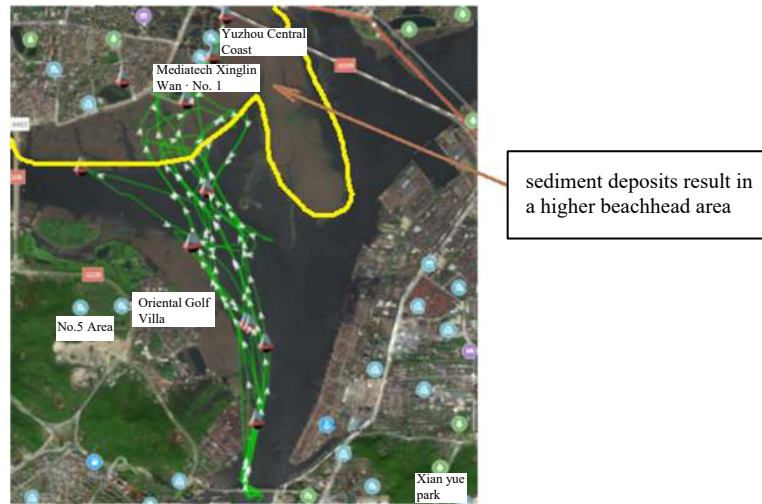 Yuzhou Central
Coast
Mediatech Xinglin
Wan · No. 1
sediment deposits result in
a higher beachhead area
Oriental Golf
Villa
No.5 Area
Xian yue
park